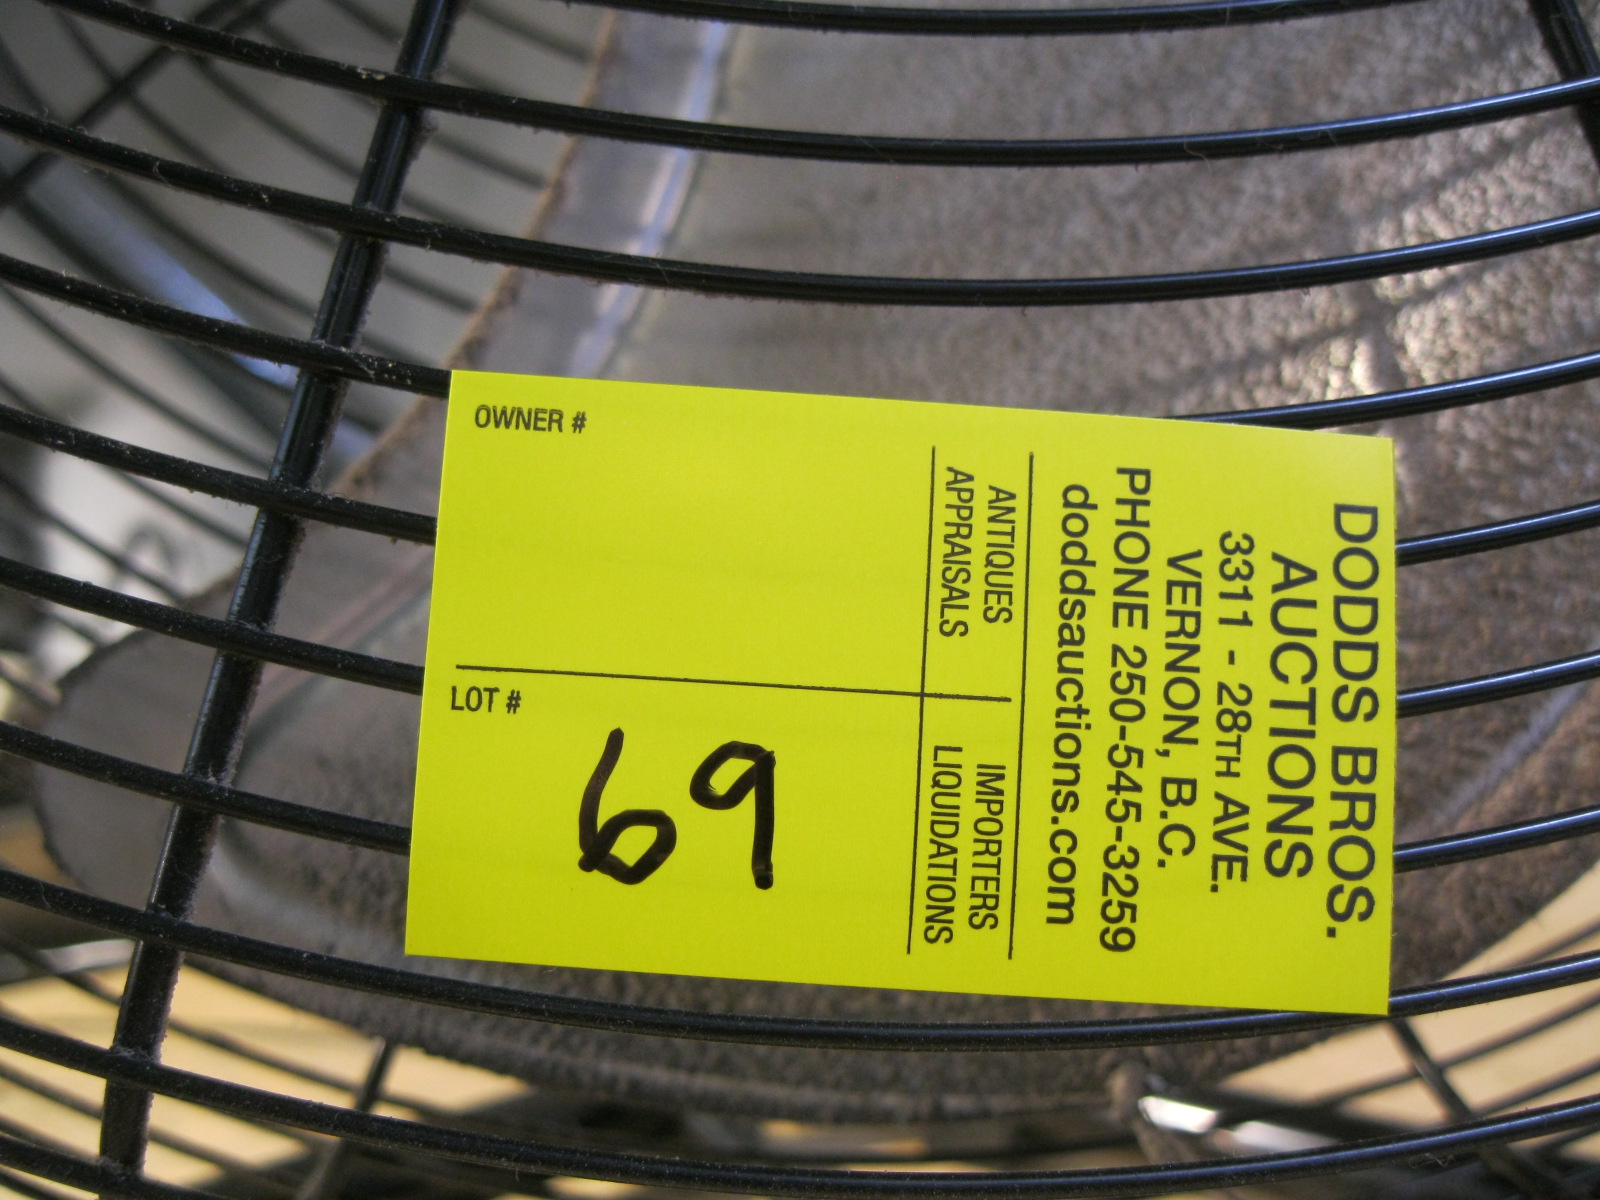 DODDS BROS.
AUCTIONS
3311 - 28TH AVE.
VERNON, B.C.
PHONE 250-545-3259
doddsauctions.com
ANTIQUES
APPRAISALS
IMPORTERS
LIQUIDATIONS
OWNER #
LOT #
69